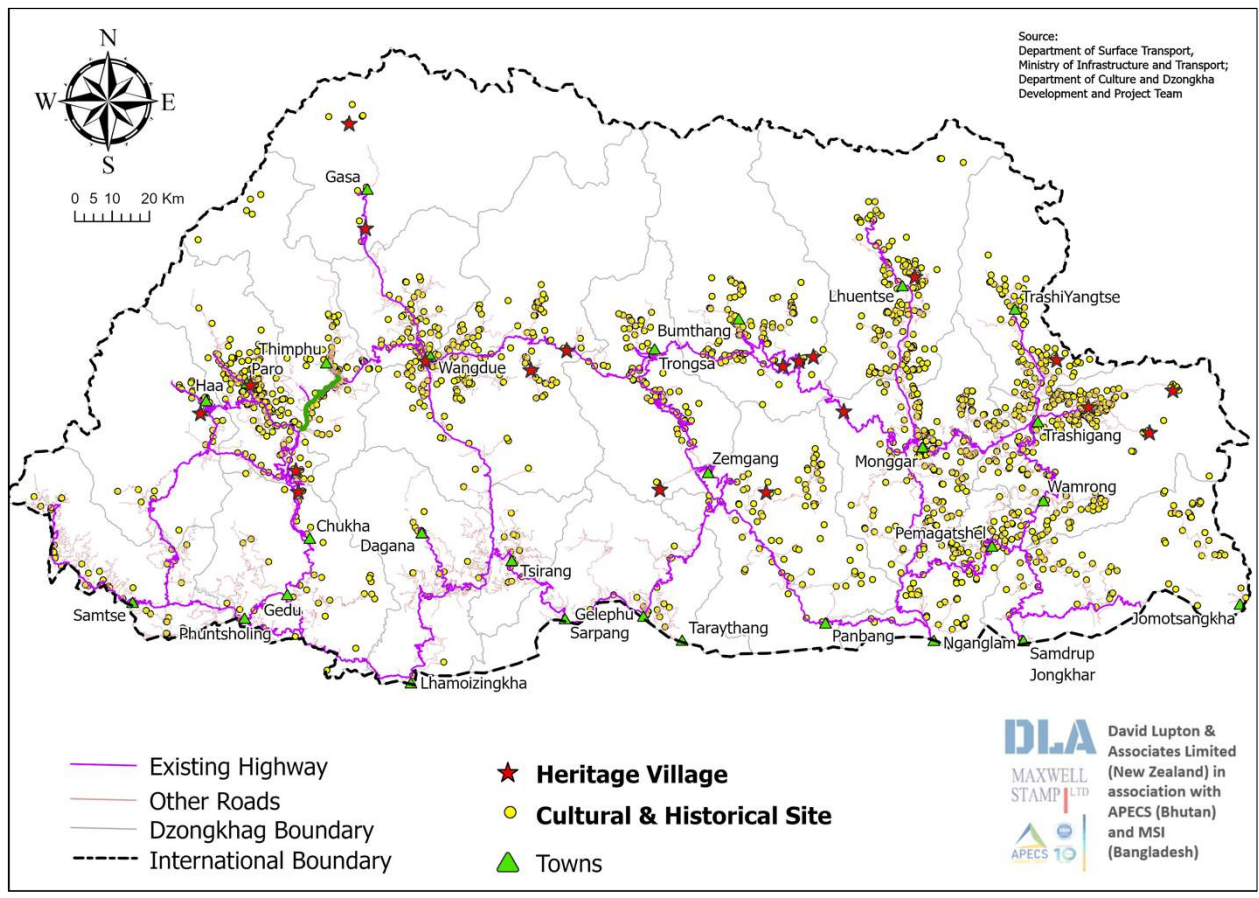 N
W
E
S
0 5 10 20 Km
Source:
Department of Surface Transport,
Ministry of Infrastructure and Transport;
Department of Culture and Dzongkha
Development and Project Team
Gasa
Lhuentse
TrashiYangtse
Bumthang
Thimphu
Trongsa
Paro
Wangdue
Haa
Trashigang
Monggar
Zemgang
Wamrong
Chukha
Pemagatshel
Dagana
Tsirang
Gedu
Samtse
Gelephu
Jomotsangkha
Phuntsholing
Sarpang
Taraythang
Panbang
Nganglam
Samdrup
Jongkhar
Lhamoizingkha
Existing Highway
Other Roads
Dzongkhag Boundary
International Boundary
Heritage Village
Cultural & Historical Site
Towns
DLA
MAXWELL
STAMP LTD
APECS 10
David Lupton &
Associates Limited
(New Zealand) in
association with
APECS (Bhutan)
and MSI
(Bangladesh)